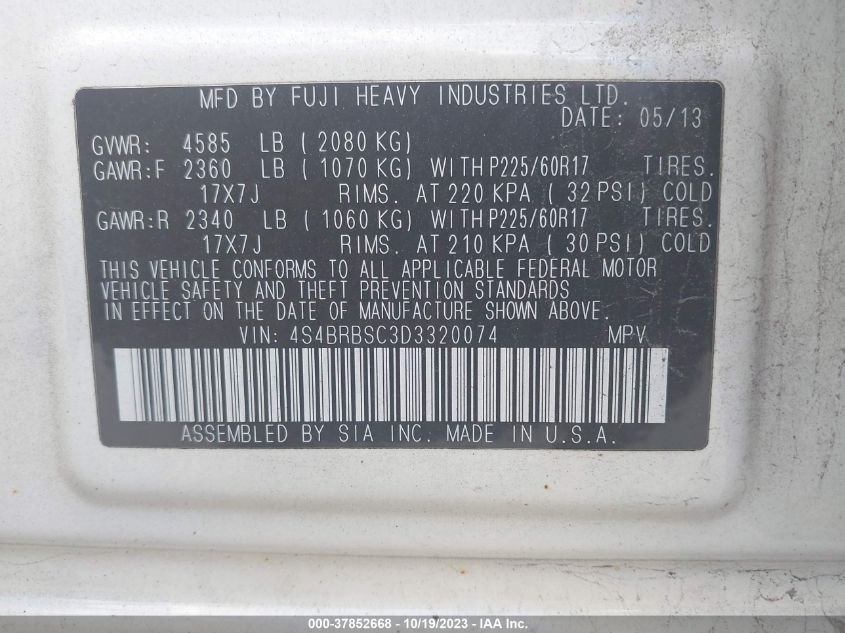 MFD BY FUJI HEAVY INDUSTRIES LTD.
DATE: 05/13
GVWR: 4585 LB ( 2080 KG)
GAWR:F 2360 LB ( 1070 KG) WITH P225/60R17 TIRES.
17X7J RIMS. AT 220 KPA ( 32 PSI) COLD
GAWR:R 2340 LB ( 1060 KG) WITH P225/60R17 TIRES.
17X7J RIMS. AT 210 KPA ( 30 PSI) COLD
THIS VEHICLE CONFORMS TO ALL APPLICABLE FEDERAL MOTOR
VEHICLE SAFETY AND THEFT PREVENTION STANDARDS
IN EFFECT ON THE DATE OF MANUFACTURE SHOWN ABOVE.
VIN: 4S4BRBSC3D3320074 MPV
ASSEMBLED BY SIA INC. MADE IN U.S.A.
000-37852668 - 10/19/2023 - © IAA Inc.